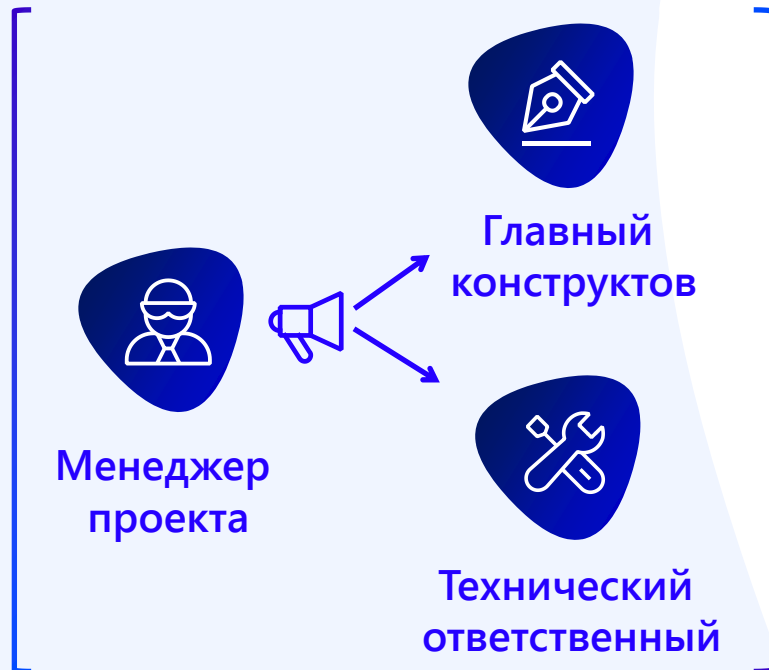 Главный
конструктов
Менеджер
проекта
Технический
ответственный